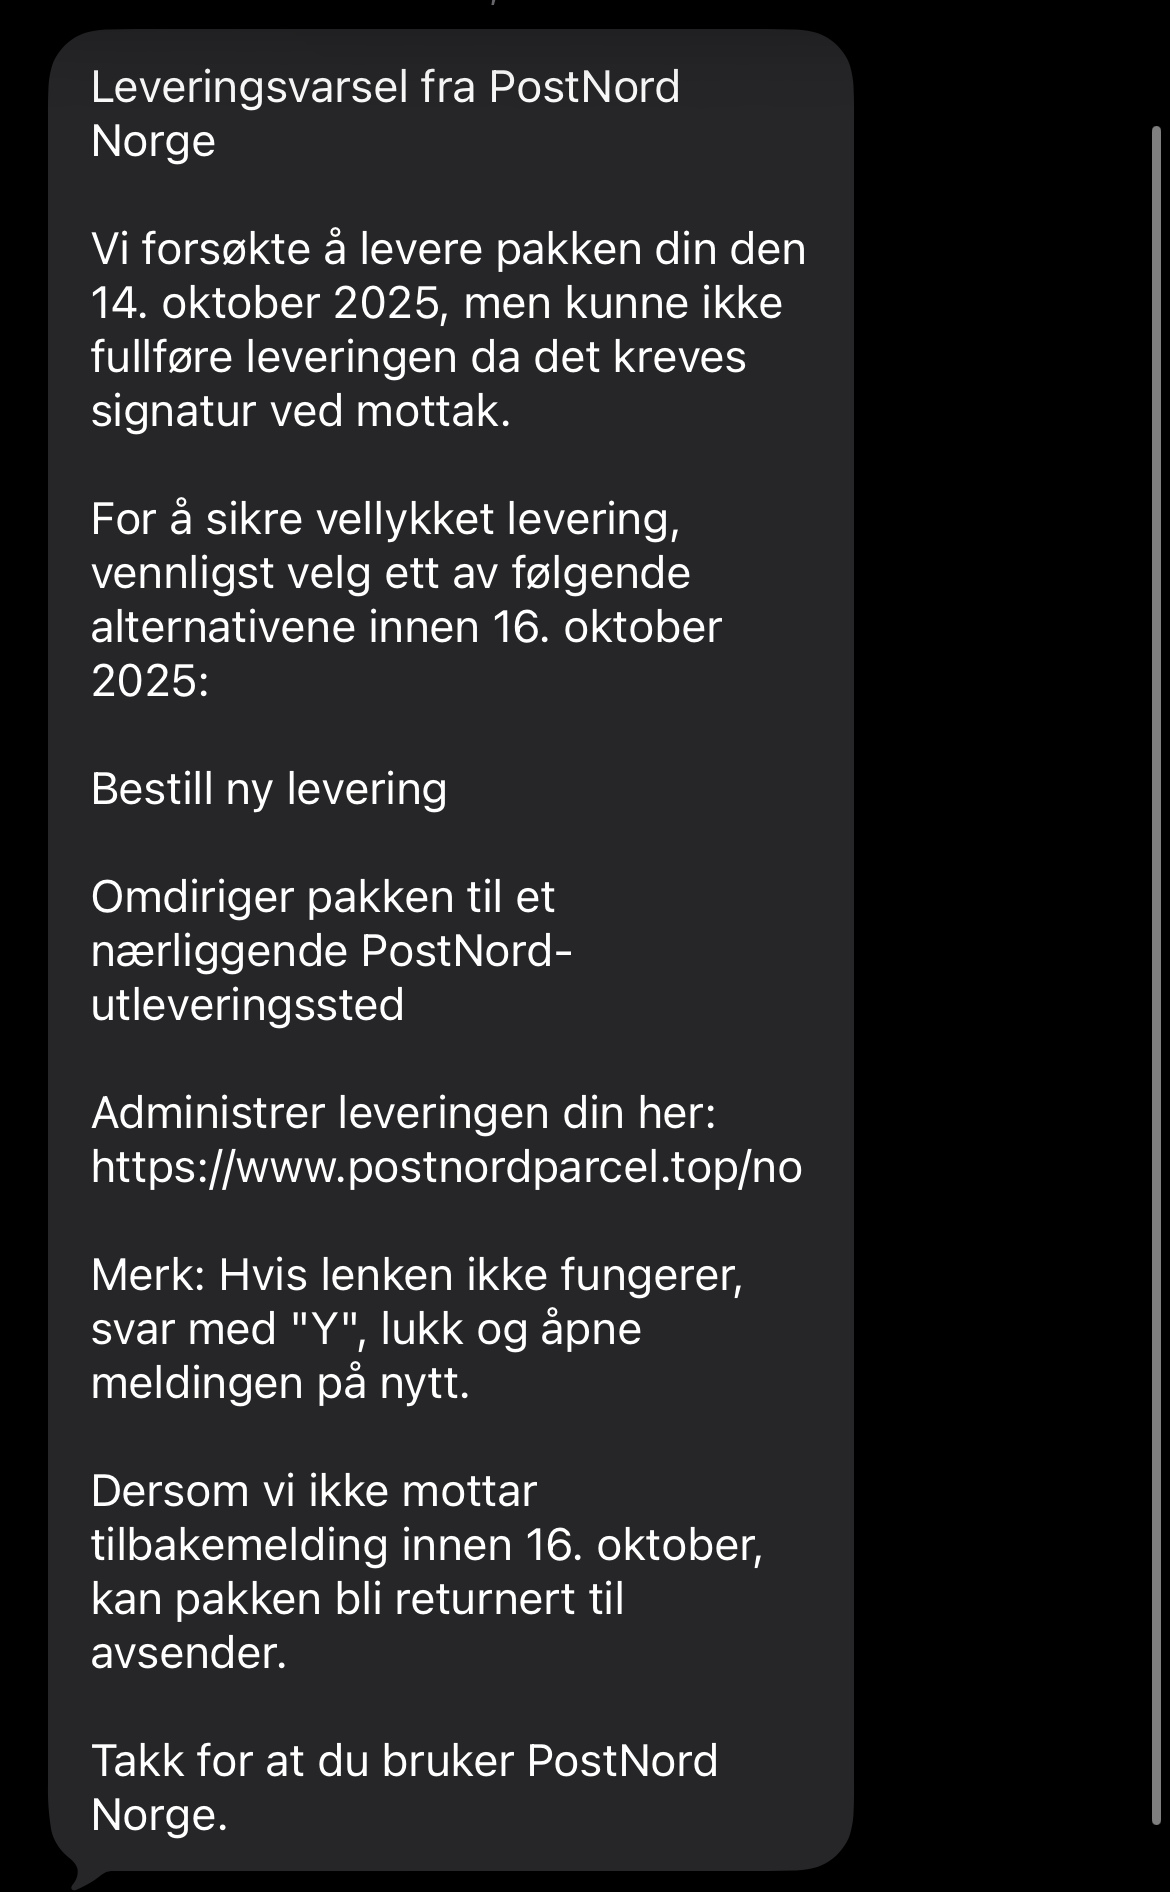 Leveringsvarsel fra PostNord
Norge
Vi forsøkte å levere pakken din den
14. oktober 2025, men kunne ikke
fullføre leveringen da det kreves
signatur ved mottak.
For å sikre vellykket levering,
vennligst velg ett av følgende
alternativene innen 16. oktober
2025:
Bestill ny levering
Omdiriger pakken til et
nærliggende PostNord-
utleveringssted
Administrer leveringen din her:
https://www.postnordparcel.top/no
Merk: Hvis lenken ikke fungerer,
svar med "Y", lukk og åpne
meldingen på nytt.
Dersom vi ikke mottar
tilbakemelding innen 16. oktober,
kan pakken bli returnert til
avsender.
Takk for at du bruker PostNord
Norge.